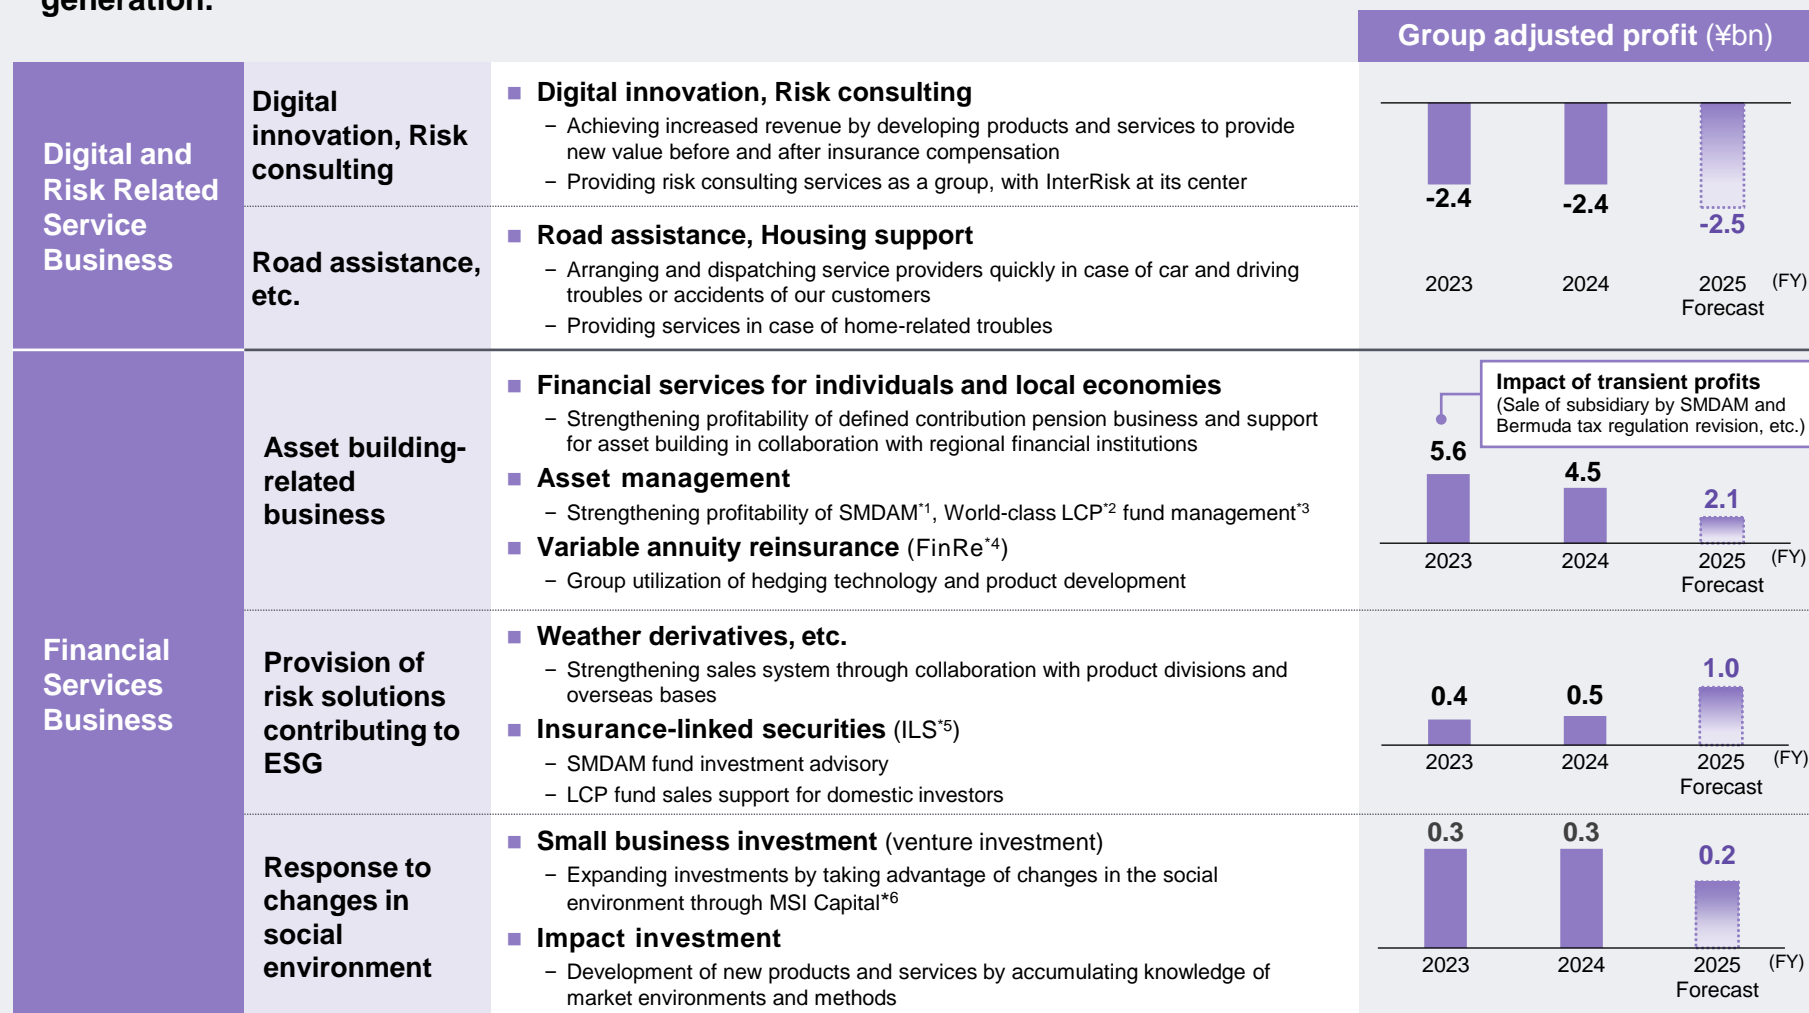 generation.
Group adjusted profit (¥bn)
Digital and
Risk Related
Service
Business
Digital
innovation, Risk
consulting
■ Digital innovation, Risk consulting
− Achieving increased revenue by developing products and services to provide
new value before and after insurance compensation
− Providing risk consulting services as a group, with InterRisk at its center
Road assistance,
etc.
■ Road assistance, Housing support
− Arranging and dispatching service providers quickly in case of car and driving
troubles or accidents of our customers
− Providing services in case of home-related troubles
-2.4
-2.4
-2.5
2023
2024
2025
(FY)
Forecast
Financial
Services
Business
Asset building-
related
business
■ Financial services for individuals and local economies
− Strengthening profitability of defined contribution pension business and support
for asset building in collaboration with regional financial institutions
■ Asset management
− Strengthening profitability of SMDAM*1, World-class LCP*2 fund management*3
■ Variable annuity reinsurance (FinRe*4)
− Group utilization of hedging technology and product development
Impact of transient profits
(Sale of subsidiary by SMDAM and
Bermuda tax regulation revision, etc.)
5.6
4.5
2.1
2023
2024
2025
(FY)
Forecast
Provision of
risk solutions
contributing to
ESG
■ Weather derivatives, etc.
− Strengthening sales system through collaboration with product divisions and
overseas bases
■ Insurance-linked securities (ILS*5)
− SMDAM fund investment advisory
− LCP fund sales support for domestic investors
0.4
0.5
1.0
2023
2024
2025
(FY)
Forecast
Response to
changes in
social
environment
■ Small business investment (venture investment)
− Expanding investments by taking advantage of changes in the social
environment through MSI Capital*6
■ Impact investment
− Development of new products and services by accumulating knowledge of
market environments and methods
0.3
0.3
0.2
2023
2024
2025
(FY)
Forecast